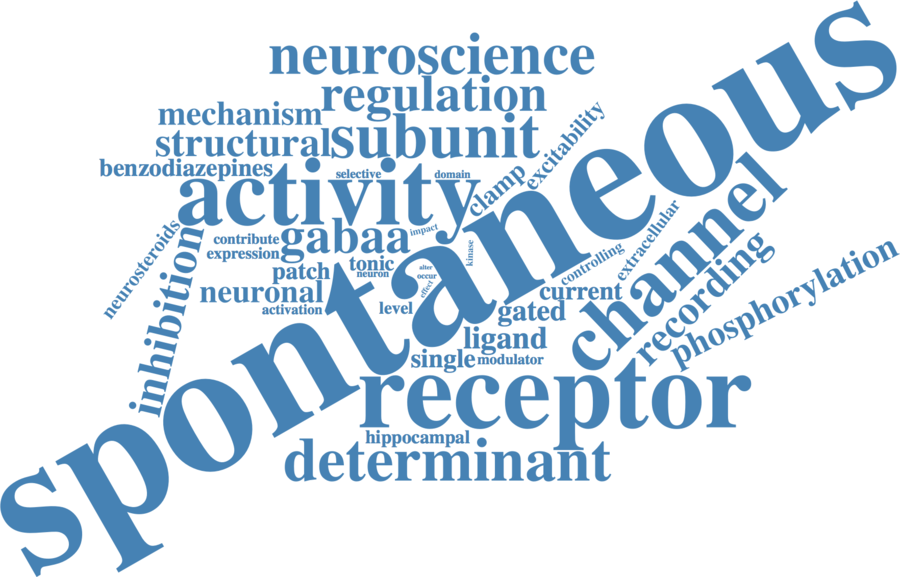 spontaneous
neuroscience
regulation
mechanism
structural
subunit
excitability
benzodiazepines
selective
domain
activity
clamp
neurosteroids
inhibition
contribute
gabaa
impact
expression
kinase
controlling
extracellular
channel
recording
phosphorylation
patch
tonic
neuron
alter
occur
effect
neuronal
activation
level
current
gated
ligand
single
modulator
receptor
hippocampal
determinant